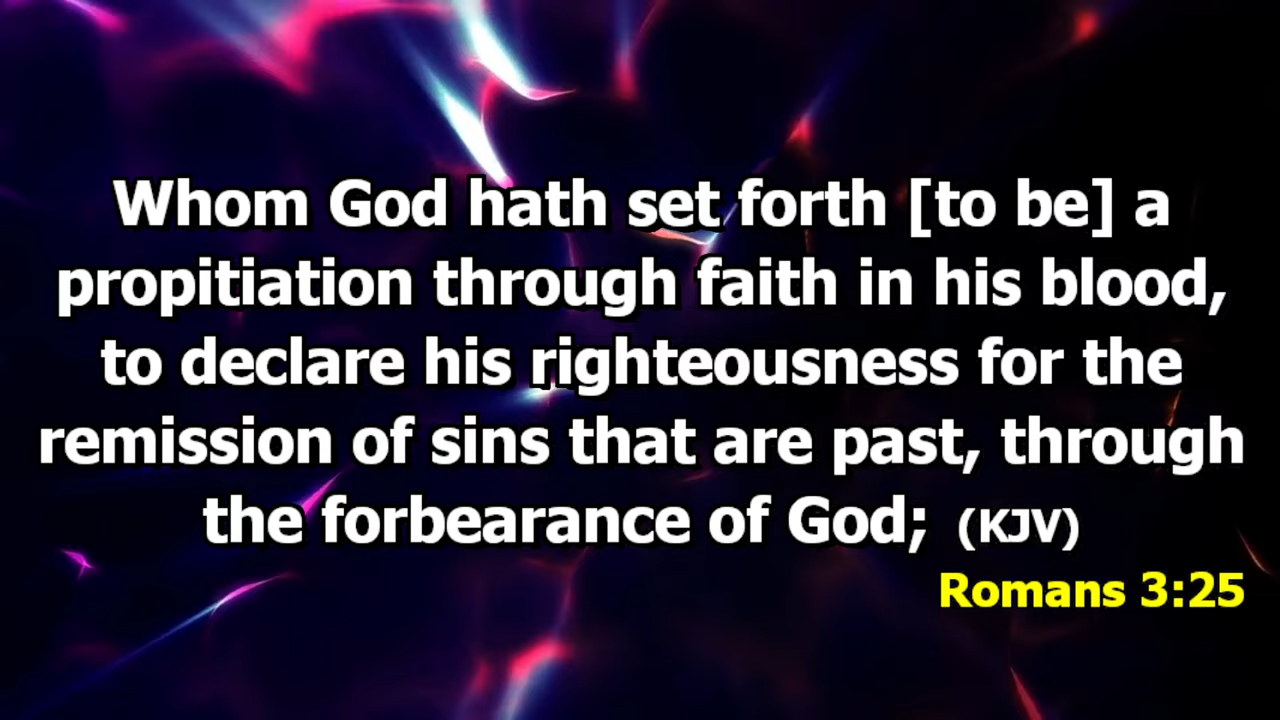 Whom God hath set forth [to be] a
propitiation through faith in his blood,
to declare his righteousness for the
remission of sins that are past, through
the forbearance of God; (KJV)
Romans 3:25